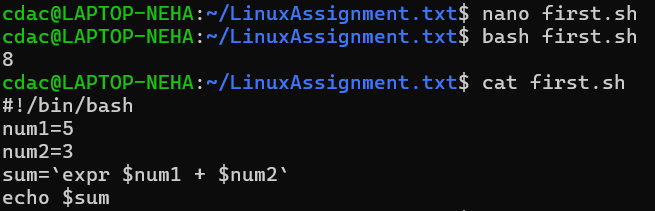 cdac@LAPTOP-NEHA:~/LinuxAssignment.txt$ nano first.sh
cdac@LAPTOP-NEHA:~/LinuxAssignment.txt$ bash first.sh
8
cdac@LAPTOP-NEHA:~/LinuxAssignment.txt$ cat first.sh
#!/bin/bash
num1=5
num2=3
sum=`expr $num1 + $num2`
echo $sum